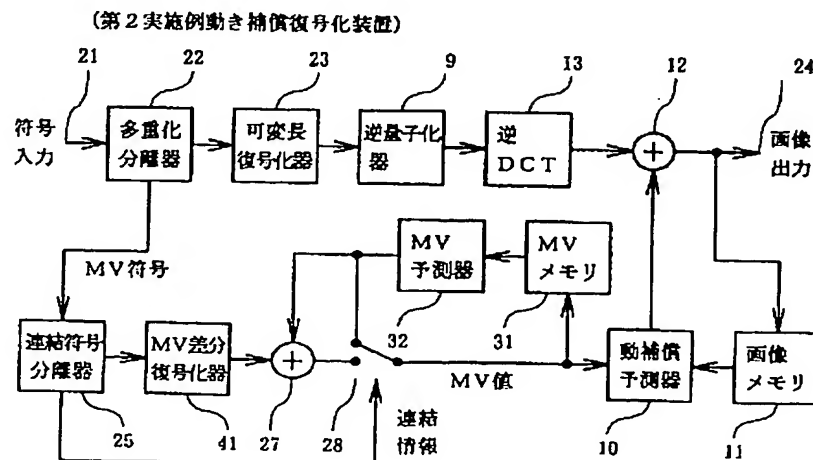 (第2実施例動き補償復号化装置)
21
22
23
9
13
12
24
符号
入力
多重化
分離器
可変長
復号化器
逆量子化
器
逆
DCT
+
画像
出力
MV符号
MV
予測器
MV
メモリ
32
31
連結符号
分離器
MV差分
復号化器
+
MV値
動補償
予測器
画像
メモリ
25
41
27
28
連結
情報
10
11